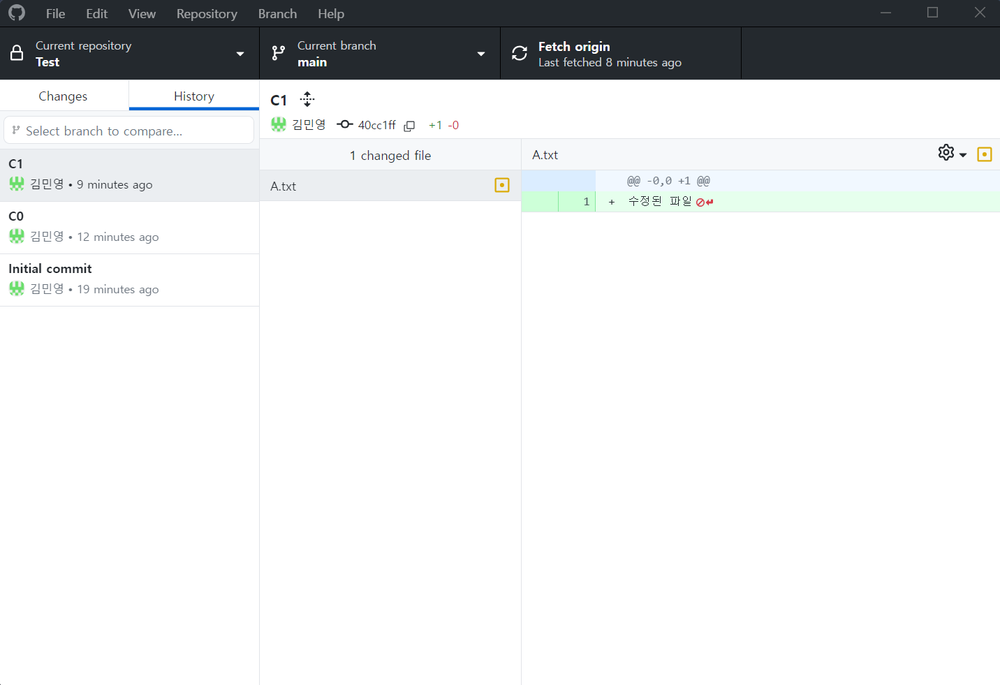 File Edit View Repository Branch Help
Current repository
Test
Current branch
main
Fetch origin
Last fetched 8 minutes ago
Changes
History
Select branch to compare...
C1
김민영 • 9 minutes ago
C0
김민영 • 12 minutes ago
Initial commit
김민영 • 19 minutes ago
C1
김민영 40cc1ff +1 -0
1 changed file
A.txt
A.txt
@@ -0,0 +1 @@
1 + 수정된 파일